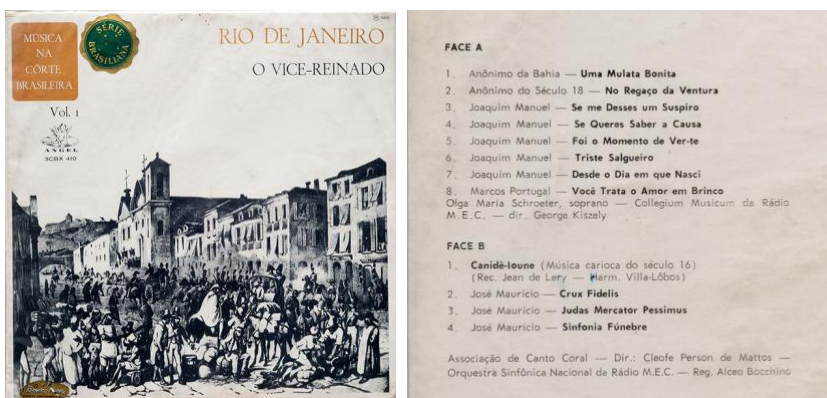 MÚSICA
NA
CÔRTE
BRASILEIRA
SÉRIE
BRASILIANA
RIO DE JANEIRO
O VICE-REINADO
Vol. 1
ANGEL
3CBX 410
FACE A
1. Anônimo da Bahia — Uma Mulata Bonita
2. Anônimo do Século 18 — No Regaço da Ventura
3. Joaquim Manuel — Se me Desses um Suspiro
4. Joaquim Manuel — Se Queres Saber a Causa
5. Joaquim Manuel — Foi o Momento de Ver-te
6. Joaquim Manuel — Triste Salgueiro
7. Joaquim Manuel — Desde o Dia em que Nasci
8. Marcos Portugal — Você Trata o Amor em Brinco
Olga Maria Schroeter, soprano — Collegium Musicum da Rádio
M.E.C. — dir. George Kiszely
FACE B
1. Canidê-Ioune (Música carioca do século 16)
(Rec. Jean de Lery — Harm. Villa-Lôbos)
2. José Maurício — Crux Fidelis
3. José Maurício — Judas Mercator Pessimus
4. José Maurício — Sinfonia Fúnebre
Associação de Canto Coral — Dir.: Cleofe Person de Mattos —
Orquestra Sinfônica Nacional da Rádio M.E.C. — Reg. Alceo Bocchino